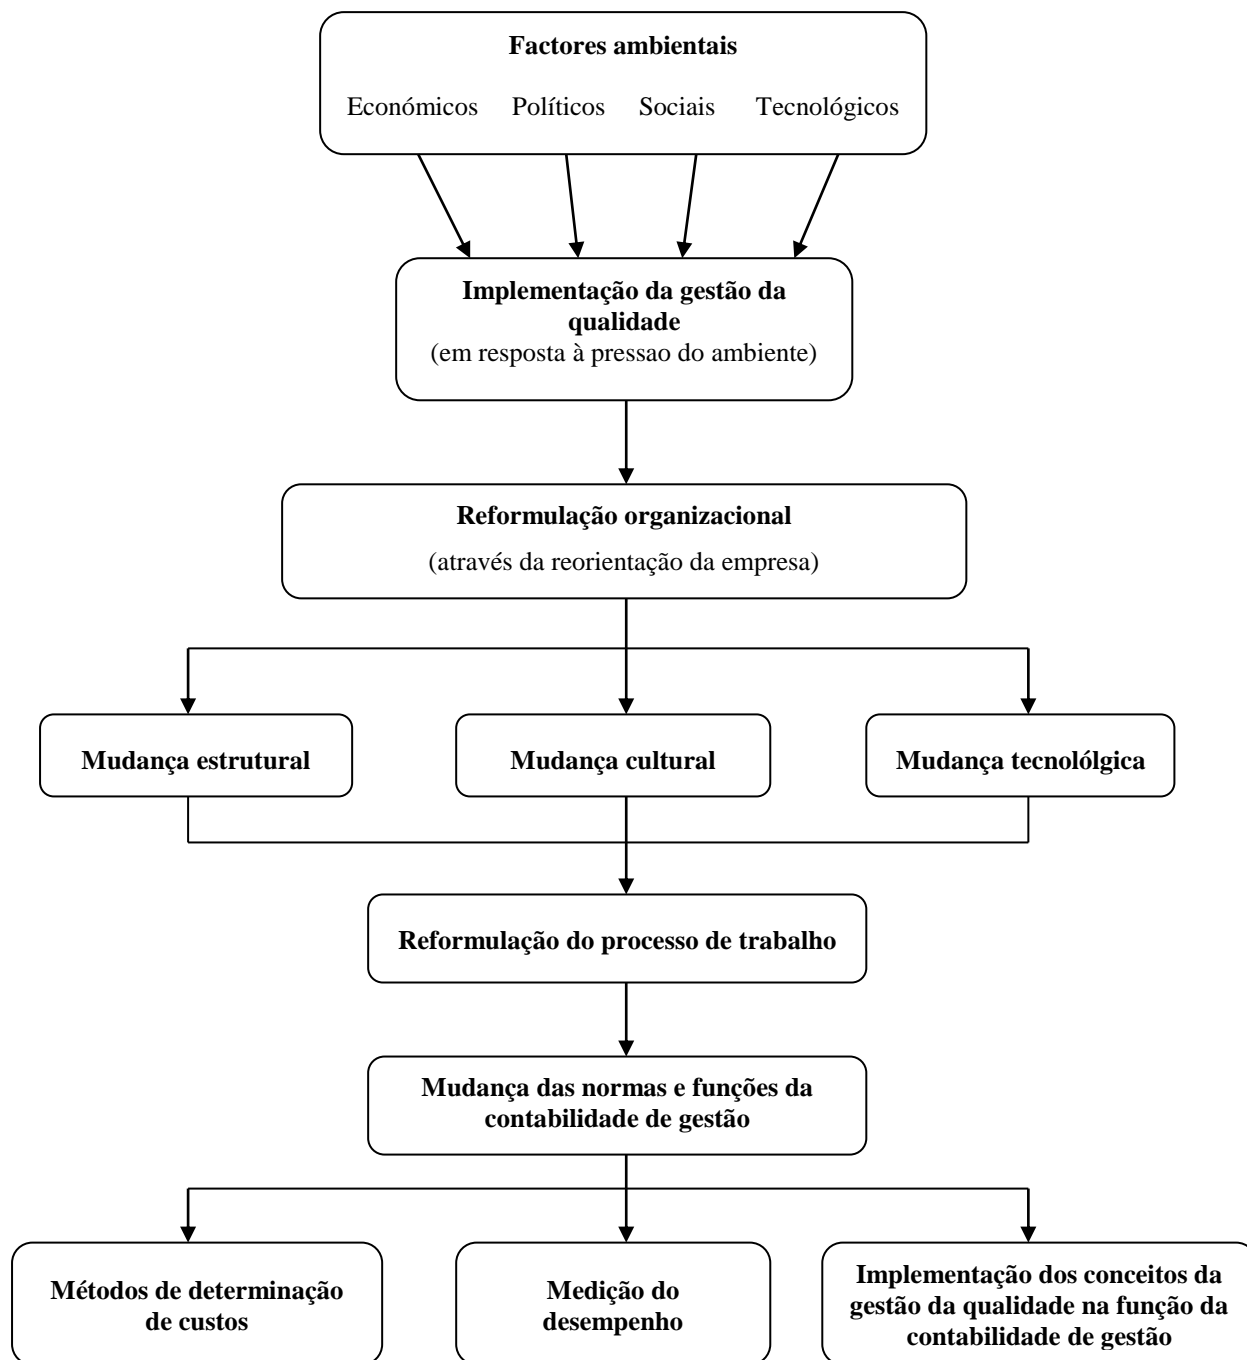 Factores ambientais
Económicos Políticos Sociais Tecnológicos
Implementação da gestão da
qualidade
(em resposta à pressao do ambiente)
Reformulação organizacional
(através da reorientação da empresa)
Mudança estrutural
Mudança cultural
Mudança tecnolólgica
Reformulação do processo de trabalho
Mudança das normas e funções da
contabilidade de gestão
Métodos de determinação
de custos
Medição do
desempenho
Implementação dos conceitos da
gestão da qualidade na função da
contabilidade de gestão